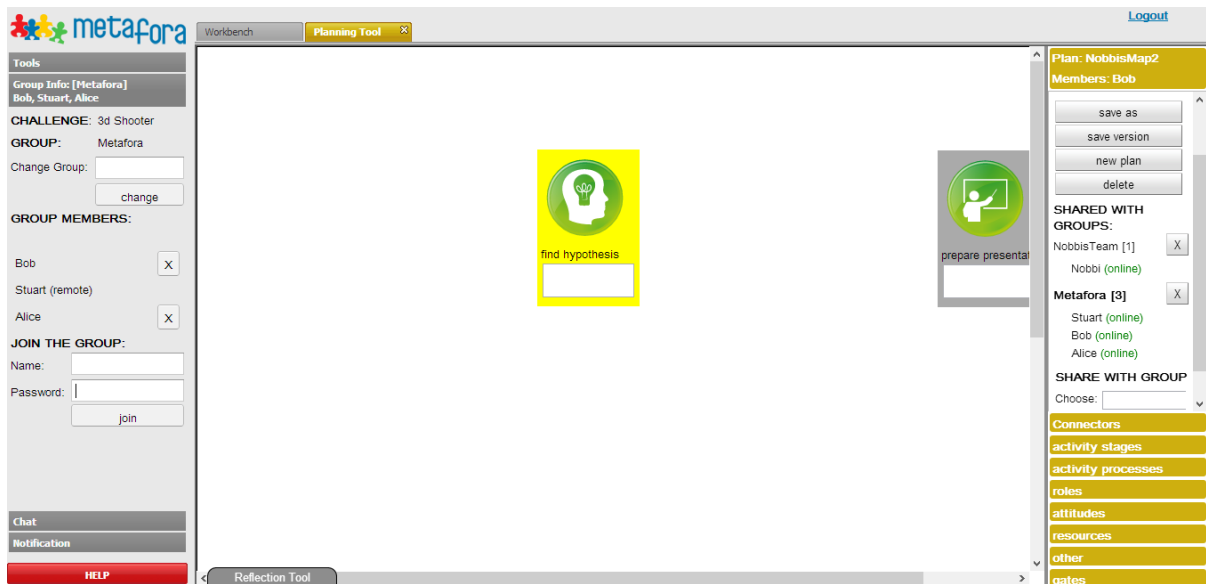 metafora
Workbench
Planning Tool
Logout
Tools
Group Info: [Metafora]
Bob, Stuart, Alice
CHALLENGE: 3d Shooter
GROUP: Metafora
Change Group:
change
GROUP MEMBERS:
Bob X
Stuart (remote)
Alice X
JOIN THE GROUP:
Name:
Password:
join
Chat
Notification
HELP
find hypothesis
prepare presentat
Reflection Tool
Plan: NobbisMap2
Members: Bob
save as
save version
new plan
delete
SHARED WITH
GROUPS:
NobbisTeam [1] X
Nobbi (online)
Metafora [3] X
Stuart (online)
Bob (online)
Alice (online)
SHARE WITH GROUP
Choose:
Connectors
activity stages
activity processes
roles
attitudes
resources
other
gates